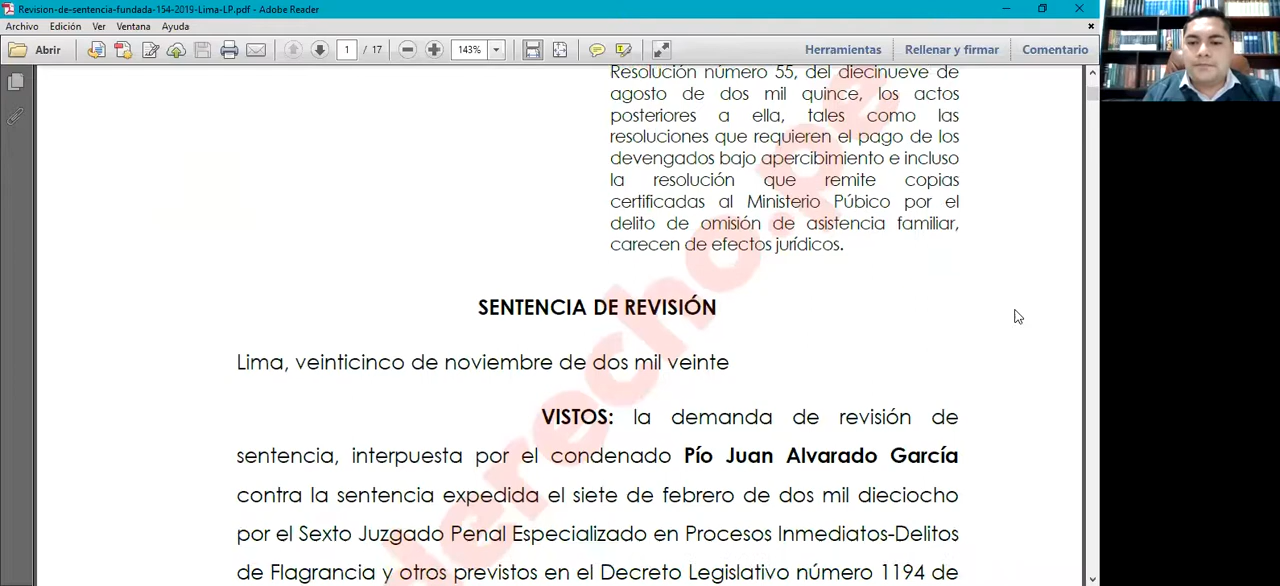 Revision-de-sentencia-fundada-154-2019-Lima-LP.pdf - Adobe Reader
Archivo Edición Ver Ventana Ayuda
Abrir 1 / 17 143% Herramientas Rellenar y firmar Comentario
Resolución número 55, del diecinueve de
agosto de dos mil quince, los actos
posteriores a ella, tales como las
resoluciones que requieren el pago de los
devengados bajo apercibimiento e incluso
la resolución que remite copias
certificadas al Ministerio Púbico por el
delito de omisión de asistencia familiar,
carecen de efectos jurídicos.
SENTENCIA DE REVISIÓN
Lima, veinticinco de noviembre de dos mil veinte
VISTOS: la demanda de revisión de
sentencia, interpuesta por el condenado Pío Juan Alvarado García
contra la sentencia expedida el siete de febrero de dos mil dieciocho
por el Sexto Juzgado Penal Especializado en Procesos Inmediatos-Delitos
de Flagrancia y otros previstos en el Decreto Legislativo número 1194 de
derecho.pe